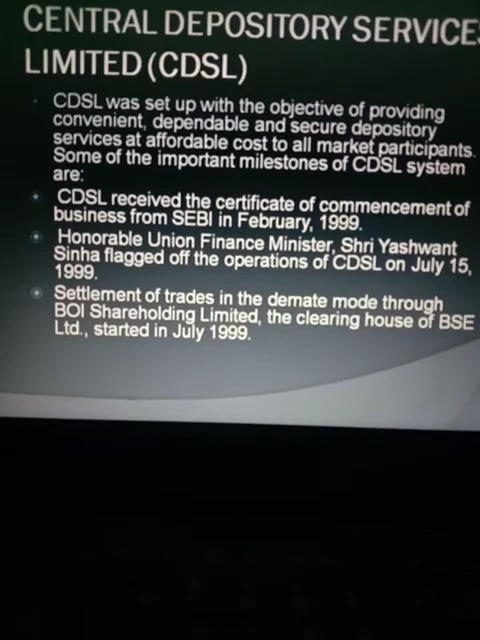 CENTRAL DEPOSITORY SERVICES
LIMITED (CDSL)
CDSL was set up with the objective of providing
convenient, dependable and secure depository
services at affordable cost to all market participants.
Some of the important milestones of CDSL system
are:
CDSL received the certificate of commencement of
business from SEBI in February, 1999.
Honorable Union Finance Minister, Shri Yashwant
Sinha flagged off the operations of CDSL on July 15,
1999.
Settlement of trades in the demate mode through
BOI Shareholding Limited, the clearing house of BSE
Ltd., started in July 1999.